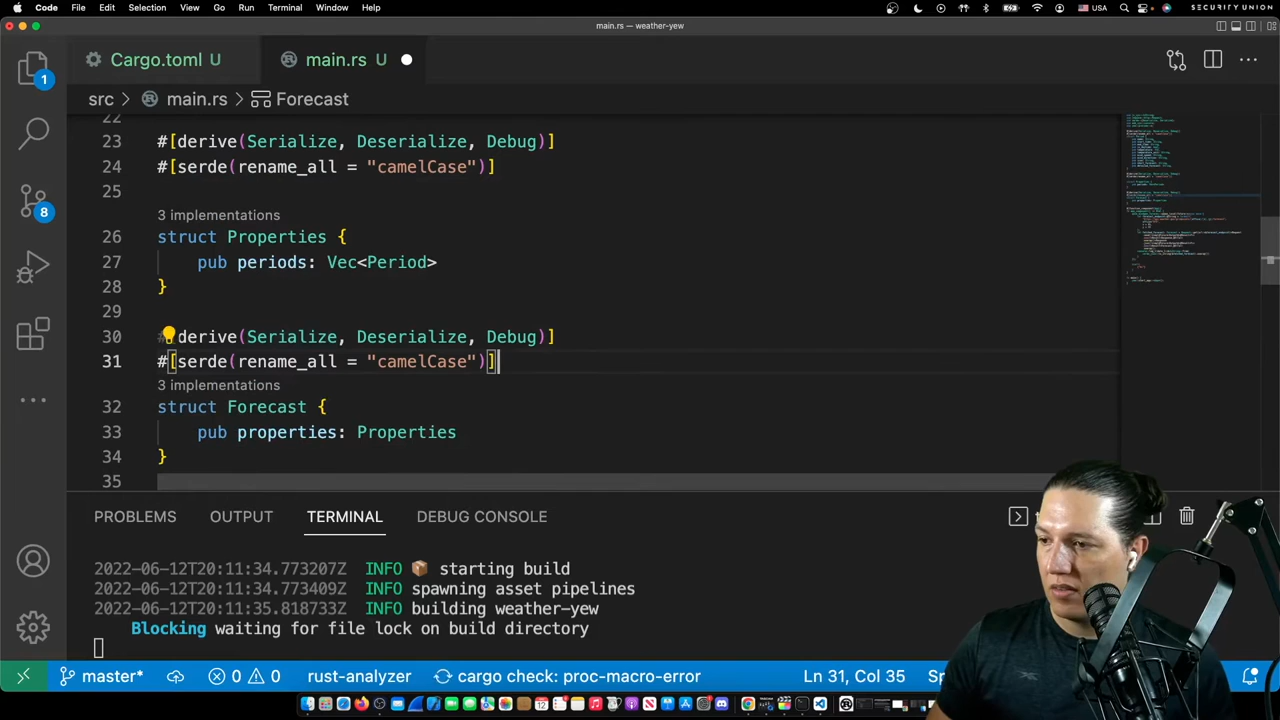 Code File Edit Selection View Go Run Terminal Window Help USA SECURITY UNION
main.rs — weather-yew
1 Cargo.toml U main.rs U
src > main.rs > Forecast
22
23 #[derive(Serialize, Deserialize, Debug)]
24 #[serde(rename_all = "camelCase")]
25
3 implementations
26 struct Properties {
27 pub periods: Vec<Period>
28 }
29
30 #[derive(Serialize, Deserialize, Debug)]
31 #[serde(rename_all = "camelCase")]
3 implementations
32 struct Forecast {
33 pub properties: Properties
34 }
35
8
PROBLEMS OUTPUT TERMINAL DEBUG CONSOLE
2022-06-12T20:11:34.773207Z INFO 📦 starting build
2022-06-12T20:11:34.773409Z INFO spawning asset pipelines
2022-06-12T20:11:35.818733Z INFO building weather-yew
Blocking waiting for file lock on build directory
master* 0 0 rust-analyzer cargo check: proc-macro-error Ln 31, Col 35